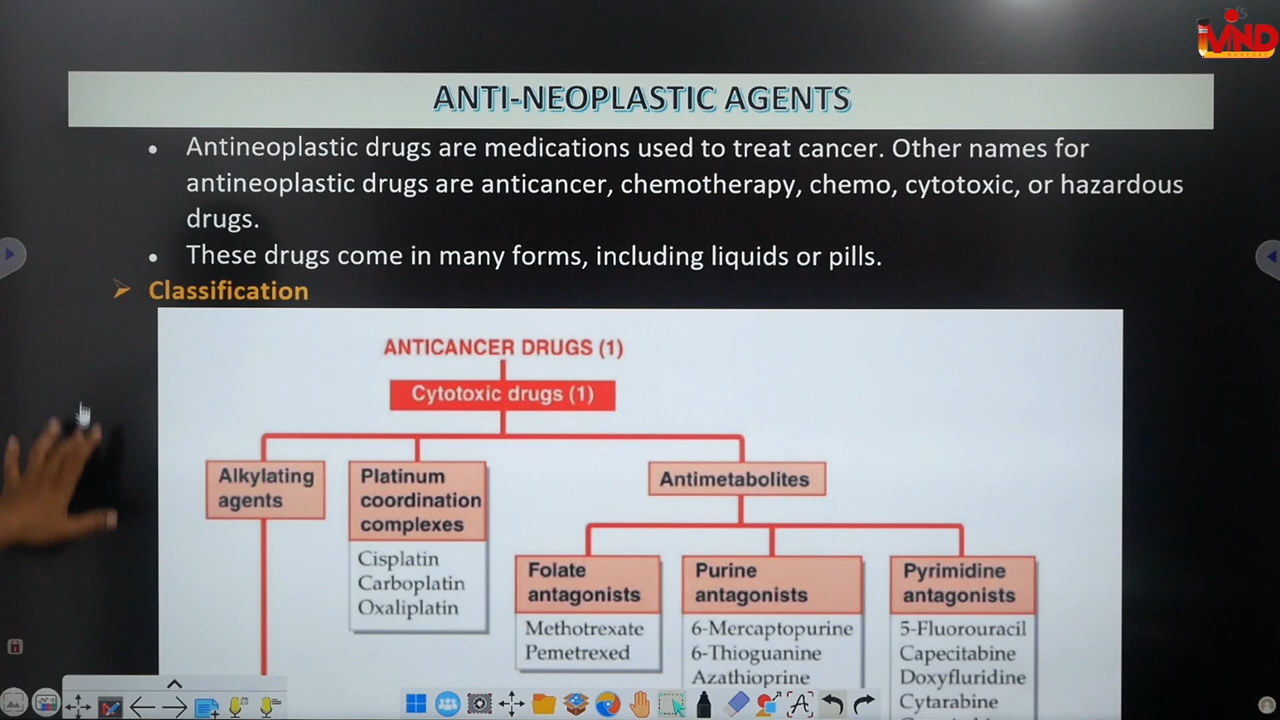 MIND
ANTI-NEOPLASTIC AGENTS
• Antineoplastic drugs are medications used to treat cancer. Other names for
antineoplastic drugs are anticancer, chemotherapy, chemo, cytotoxic, or hazardous
drugs.
• These drugs come in many forms, including liquids or pills.
➢ Classification
ANTICANCER DRUGS (1)
Cytotoxic drugs (1)
Alkylating
agents
Platinum
coordination
complexes
Cisplatin
Carboplatin
Oxaliplatin
Antimetabolites
Folate
antagonists
Methotrexate
Pemetrexed
Purine
antagonists
6-Mercaptopurine
6-Thioguanine
Azathioprine
Pyrimidine
antagonists
5-Fluorouracil
Capecitabine
Doxyfluridine
Cytarabine